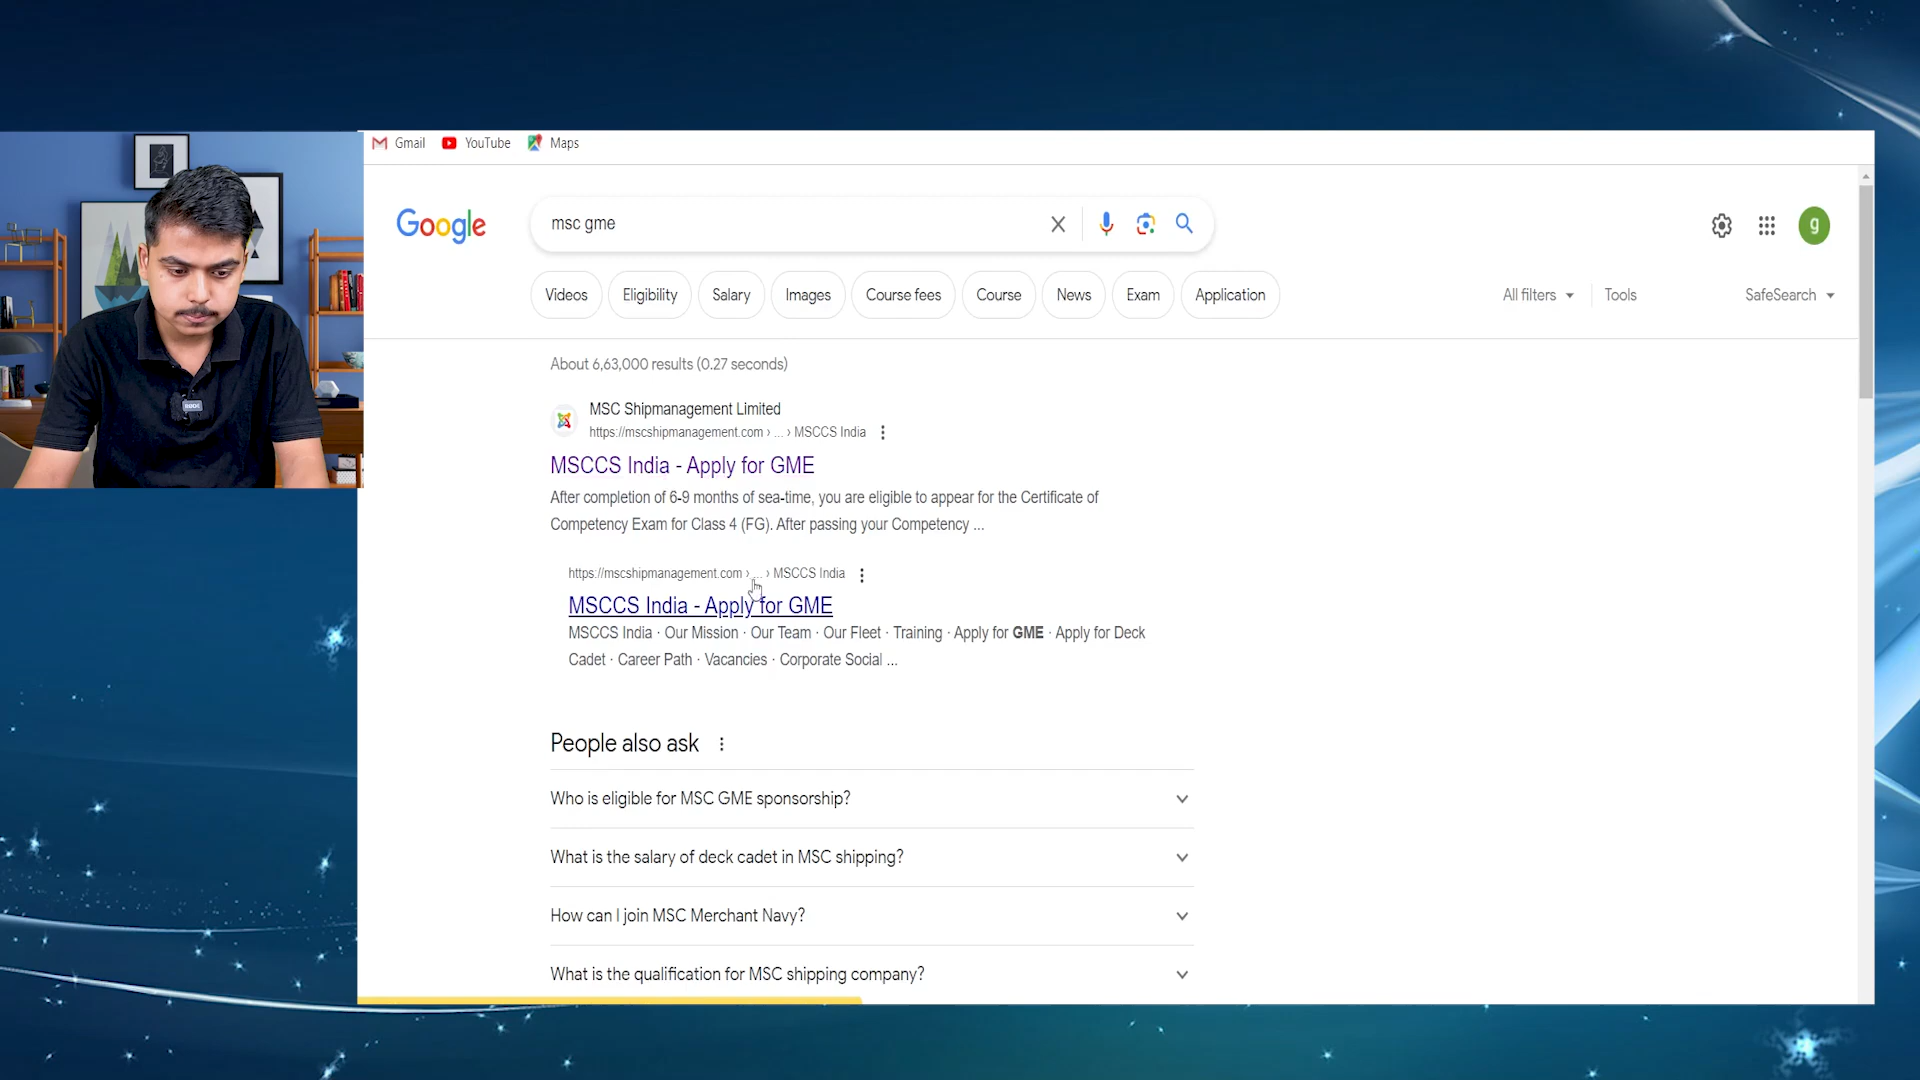 Gmail YouTube Maps
Google msc gme g
Videos Eligibility Salary Images Course fees Course News Exam Application All filters Tools SafeSearch
About 6,63,000 results (0.27 seconds)
MSC Shipmanagement Limited
https://mscshipmanagement.com › ... › MSCCS India
MSCCS India - Apply for GME
After completion of 6-9 months of sea-time, you are eligible to appear for the Certificate of
Competency Exam for Class 4 (FG). After passing your Competency ...
https://mscshipmanagement.com › ... › MSCCS India
MSCCS India - Apply for GME
MSCCS India · Our Mission · Our Team · Our Fleet · Training · Apply for GME · Apply for Deck
Cadet · Career Path · Vacancies · Corporate Social ...
People also ask
Who is eligible for MSC GME sponsorship?
What is the salary of deck cadet in MSC shipping?
How can I join MSC Merchant Navy?
What is the qualification for MSC shipping company?